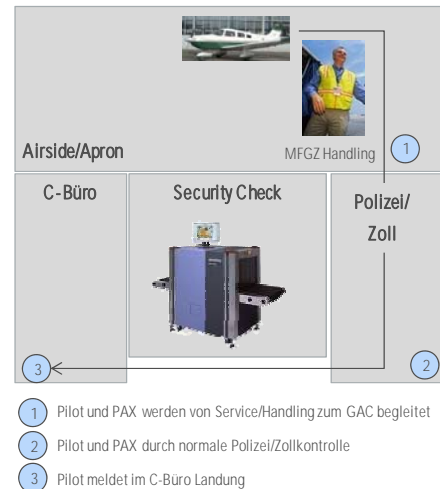 Airside/Apron
MFGZ Handling
1
C-Büro
Security Check
Polizei/
Zoll
3
2
1 Pilot und PAX werden von Service/Handling zum GAC begleitet
2 Pilot und PAX durch normale Polizei/Zollkontrolle
3 Pilot meldet im C-Büro Landung